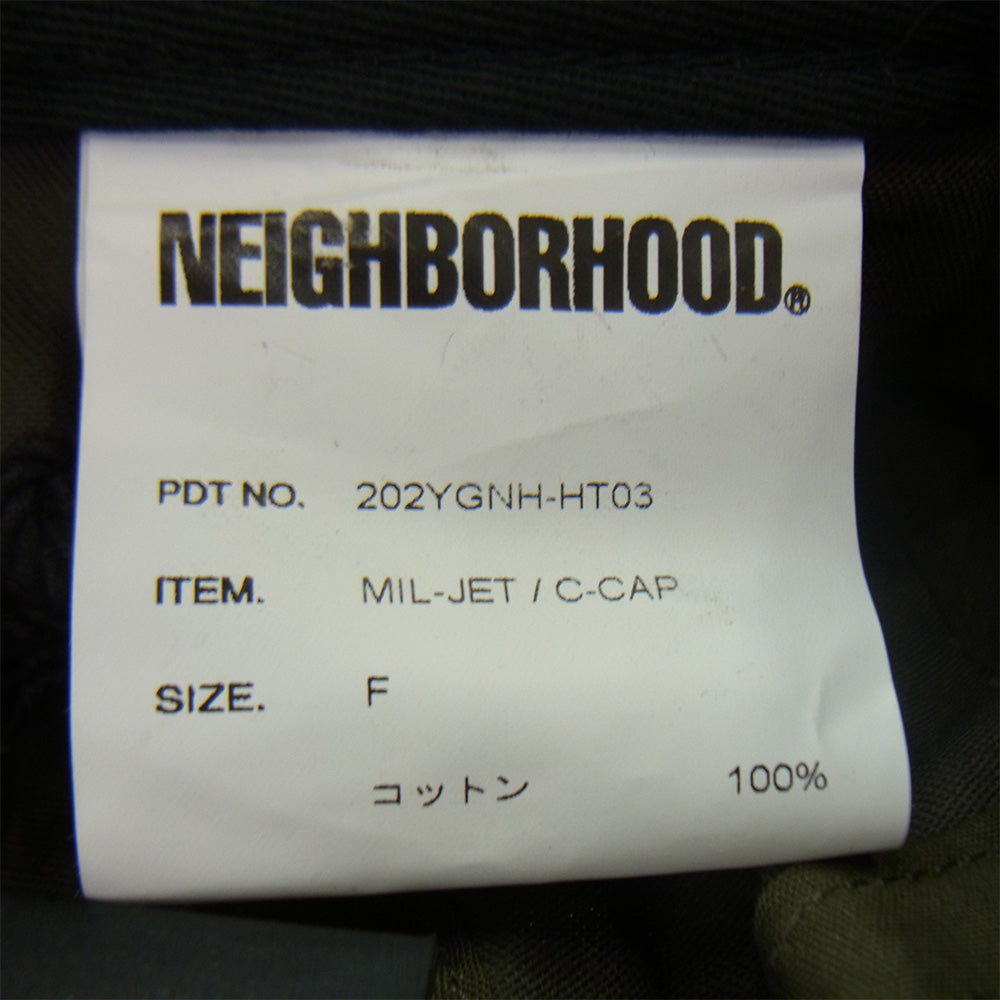 NEIGHBORHOOD®
PDT NO. 202YGNH-HT03
ITEM. MIL-JET / C-CAP
SIZE. F
コットン 100%